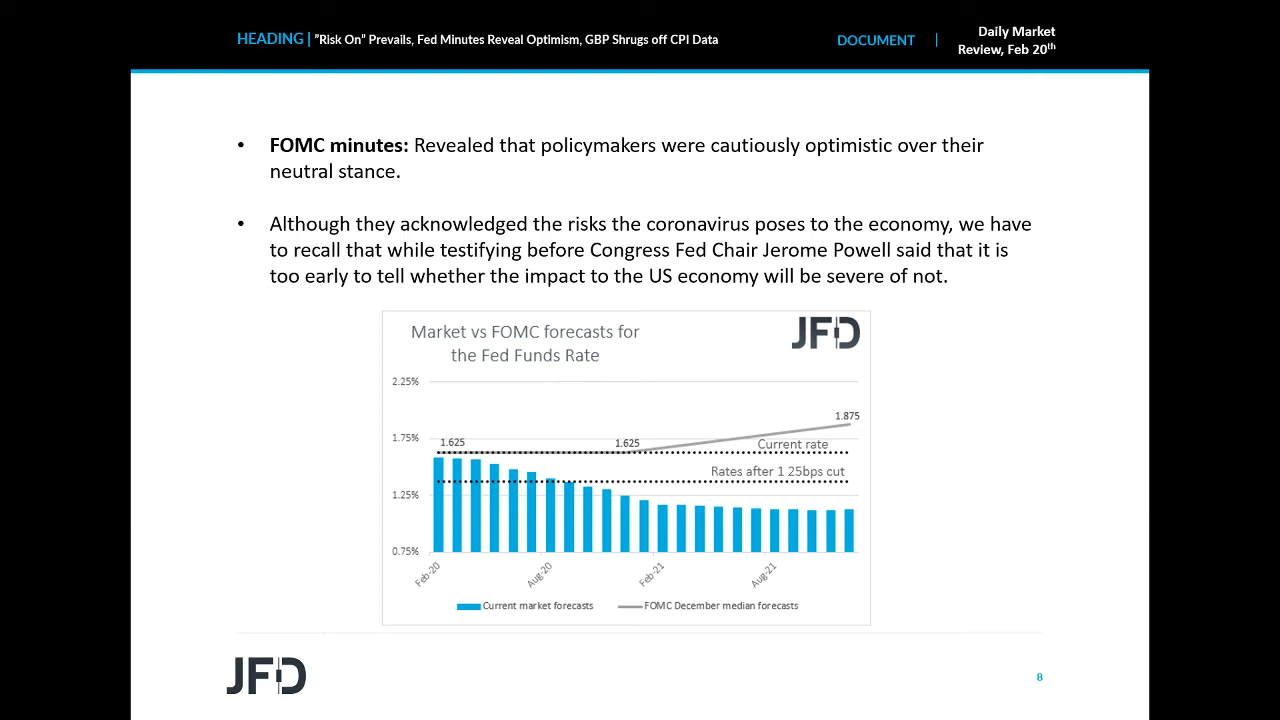 HEADING | ”Risk On” Prevails, Fed Minutes Reveal Optimism, GBP Shrugs off CPI Data
DOCUMENT |
Daily Market
Review, Feb 20th
• FOMC minutes: Revealed that policymakers were cautiously optimistic over their
neutral stance.
• Although they acknowledged the risks the coronavirus poses to the economy, we have
to recall that while testifying before Congress Fed Chair Jerome Powell said that it is
too early to tell whether the impact to the US economy will be severe of not.
Market vs FOMC forecasts for
the Fed Funds Rate
JFD
2.25%
1.875
1.75%
1.625
1.625
Current rate
Rates after 1 25bps cut
1.25%
0.75%
Feb-20
Aug-20
Feb-21
Aug-21
Current market forecasts
FOMC December median forecasts
JFD
8